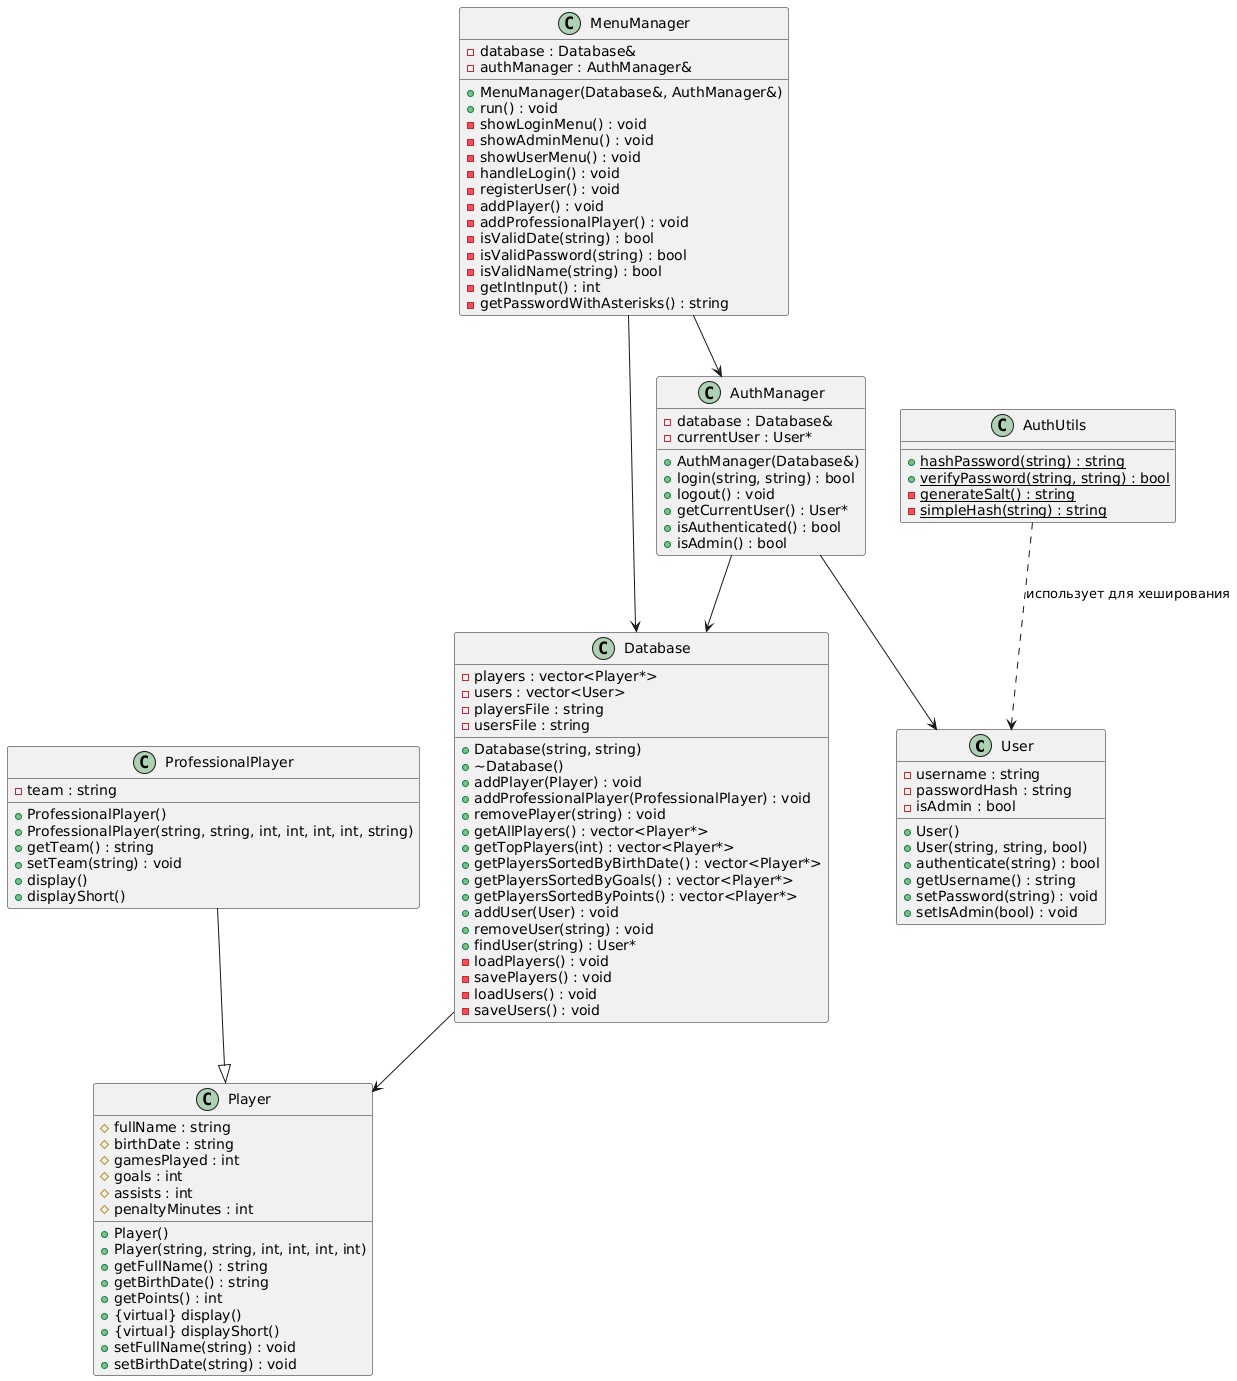 MenuManager
database : Database&
authManager : AuthManager&
MenuManager(Database&, AuthManager&)
run() : void
showLoginMenu() : void
showAdminMenu() : void
showUserMenu() : void
handleLogin() : void
registerUser() : void
addPlayer() : void
addProfessionalPlayer() : void
isValidDate(string) : bool
isValidPassword(string) : bool
isValidName(string) : bool
getIntInput() : int
getPasswordWithAsterisks() : string
AuthManager
database : Database&
currentUser : User*
AuthManager(Database&)
login(string, string) : bool
logout() : void
getCurrentUser() : User*
isAuthenticated() : bool
isAdmin() : bool
AuthUtils
hashPassword(string) : string
verifyPassword(string, string) : bool
generateSalt() : string
simpleHash(string) : string
использует для хеширования
Database
players : vector<Player*>
users : vector<User>
playersFile : string
usersFile : string
Database(string, string)
~Database()
addPlayer(Player) : void
addProfessionalPlayer(ProfessionalPlayer) : void
removePlayer(string) : void
getAllPlayers() : vector<Player*>
getTopPlayers(int) : vector<Player*>
getPlayersSortedByBirthDate() : vector<Player*>
getPlayersSortedByGoals() : vector<Player*>
getPlayersSortedByPoints() : vector<Player*>
addUser(User) : void
removeUser(string) : void
findUser(string) : User*
loadPlayers() : void
savePlayers() : void
loadUsers() : void
saveUsers() : void
User
username : string
passwordHash : string
isAdmin : bool
User()
User(string, string, bool)
authenticate(string) : bool
getUsername() : string
setPassword(string) : void
setIsAdmin(bool) : void
ProfessionalPlayer
team : string
ProfessionalPlayer()
ProfessionalPlayer(string, string, int, int, int, int, string)
getTeam() : string
setTeam(string) : void
display()
displayShort()
Player
fullName : string
birthDate : string
gamesPlayed : int
goals : int
assists : int
penaltyMinutes : int
Player()
Player(string, string, int, int, int, int)
getFullName() : string
getBirthDate() : string
getPoints() : int
{virtual} display()
{virtual} displayShort()
setFullName(string) : void
setBirthDate(string) : void